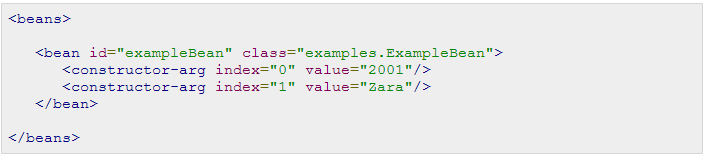 <beans>
<bean id="exampleBean" class="examples.ExampleBean">
<constructor-arg index="0" value="2001"/>
<constructor-arg index="1" value="Zara"/>
</bean>
</beans>